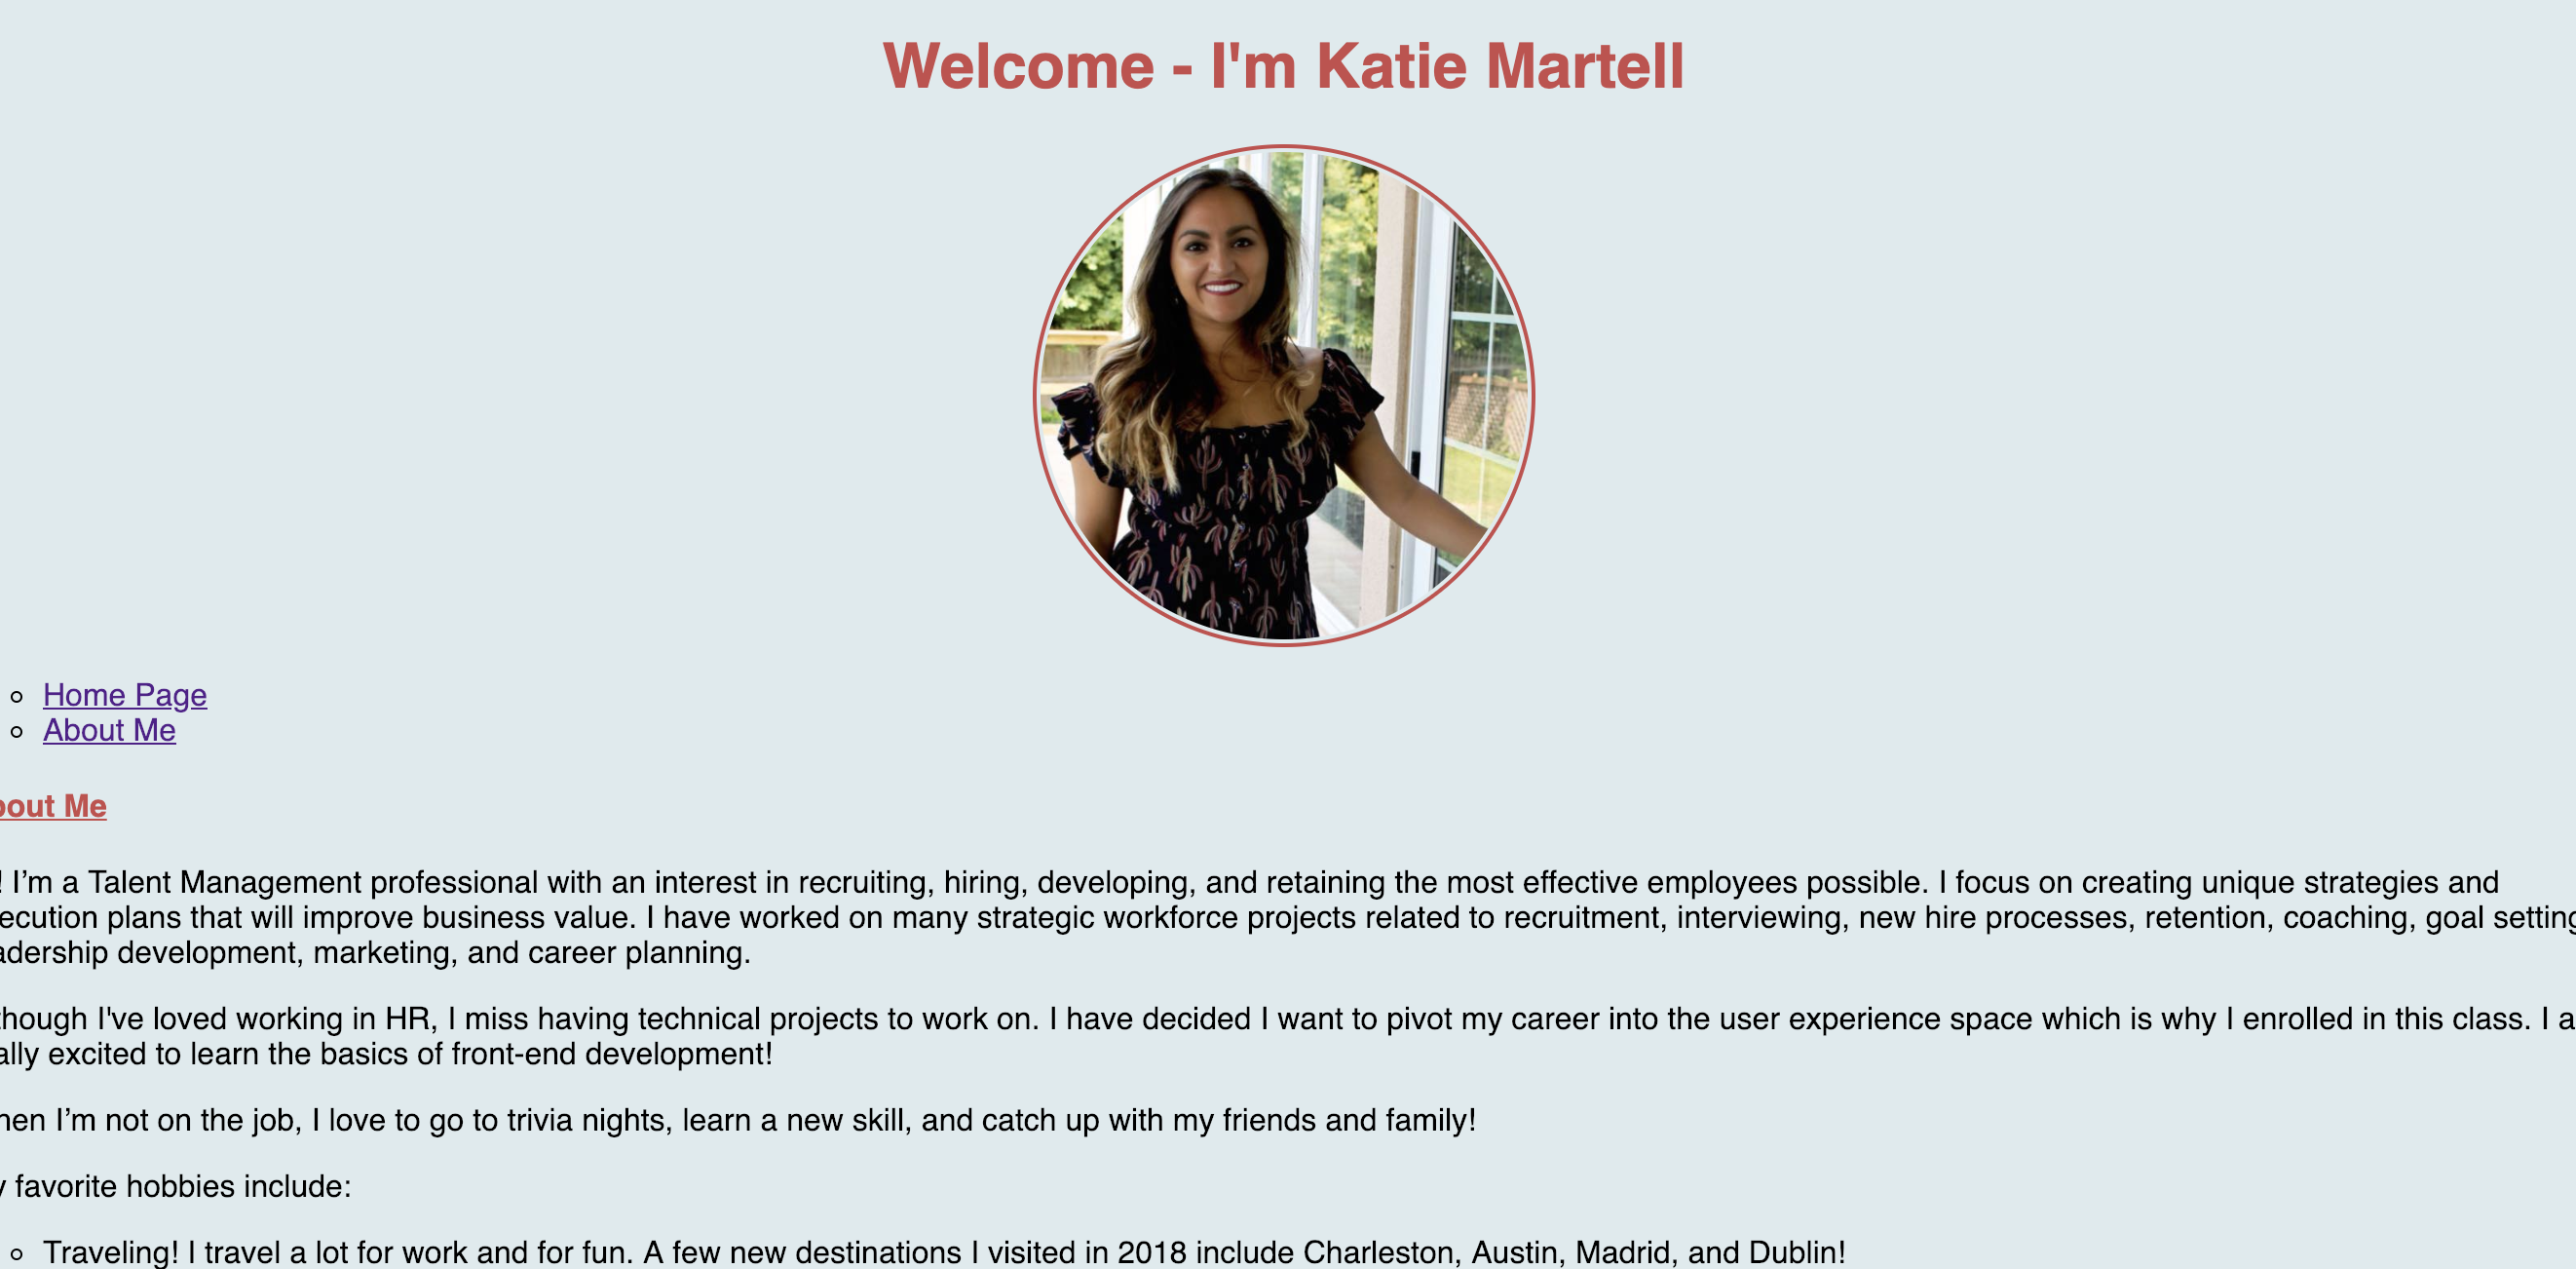 Welcome - I'm Katie Martell
Home Page
About Me
bout Me
! I’m a Talent Management professional with an interest in recruiting, hiring, developing, and retaining the most effective employees possible. I focus on creating unique strategies and
ecution plans that will improve business value. I have worked on many strategic workforce projects related to recruitment, interviewing, new hire processes, retention, coaching, goal setting
adership development, marketing, and career planning.
though I've loved working in HR, I miss having technical projects to work on. I have decided I want to pivot my career into the user experience space which is why I enrolled in this class. I a
ally excited to learn the basics of front-end development!
hen I’m not on the job, I love to go to trivia nights, learn a new skill, and catch up with my friends and family!
y favorite hobbies include:
Traveling! I travel a lot for work and for fun. A few new destinations I visited in 2018 include Charleston, Austin, Madrid, and Dublin!